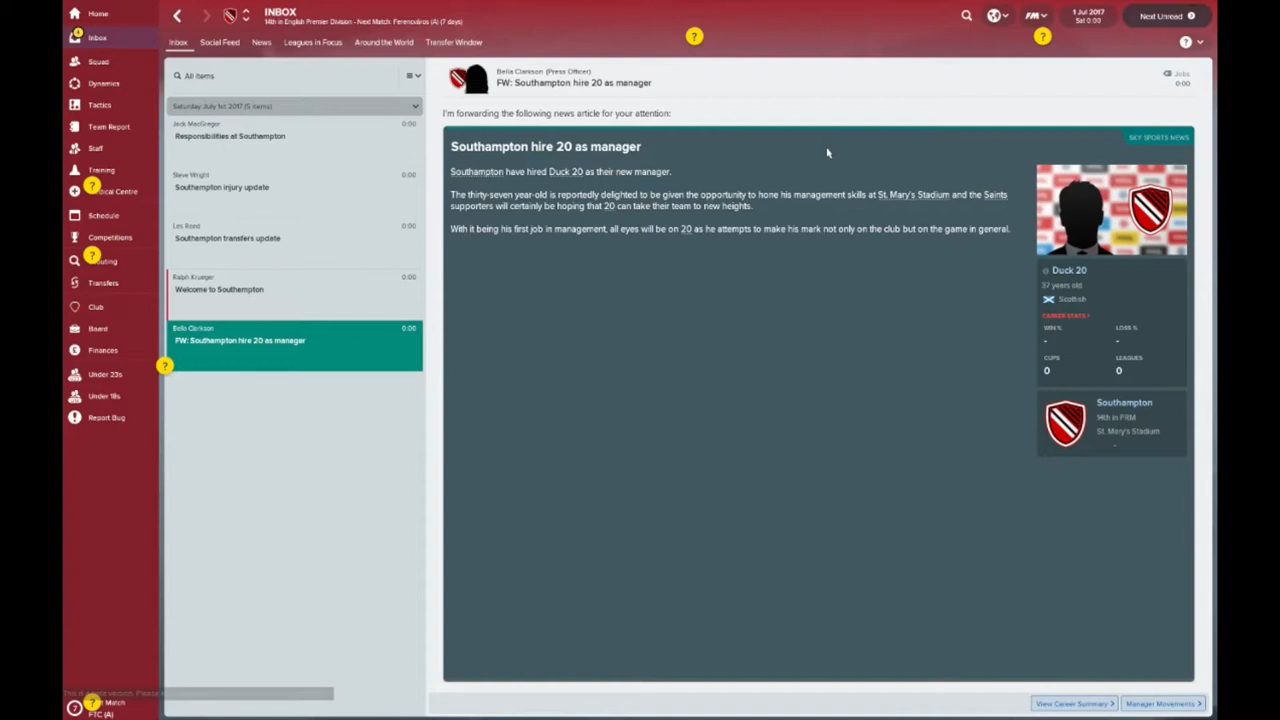 Home
Inbox
Squad
Dynamics
Tactics
Team Report
Staff
Training
Centre
Schedule
Competitions
Transfers
Club
Board
Finances
Under 23s
Under 18s
Report Bug
Match
FTC (A)
INBOX
14th in English Premier Division - Next Match: Ferencváros (A) (7 days)
FM
1 Jul 2017
Sat 0:00
Next Unread
Inbox
Social Feed
News
Leagues in Focus
Around the World
Transfer Window
All Items
Saturday July 1st 2017 (5 items)
Jack MacGregor 0:00
Responsibilities at Southampton
Steve Wright 0:00
Southampton injury update
Les Reed 0:00
Southampton transfers update
Ralph Krueger 0:00
Welcome to Southampton
Bella Clarkson 0:00
FW: Southampton hire 20 as manager
Bella Clarkson (Press Officer)
FW: Southampton hire 20 as manager
Jobs
0:00
I'm forwarding the following news article for your attention:
SKY SPORTS NEWS
Southampton hire 20 as manager
Southampton have hired Duck 20 as their new manager.
The thirty-seven year-old is reportedly delighted to be given the opportunity to hone his management skills at St. Mary's Stadium and the Saints
supporters will certainly be hoping that 20 can take their team to new heights.
With it being his first job in management, all eyes will be on 20 as he attempts to make his mark not only on the club but on the game in general.
Duck 20
37 years old
Scottish
CAREER STATS >
WIN % LOSS %
- -
CUPS LEAGUES
0 0
Southampton
14th in PRM
St. Mary's Stadium
-
View Career Summary >
Manager Movements >